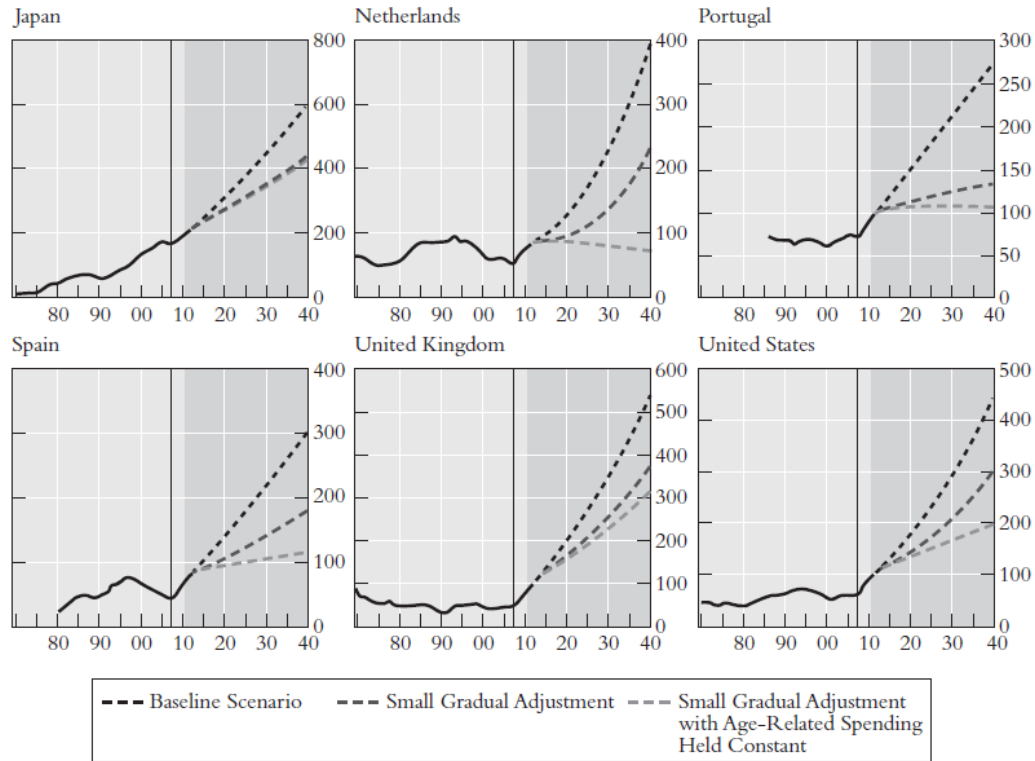 Japan Netherlands Portugal
800 400 300
250
600 300
200
400 200 150
100
200 100
50
0 0 0
80 90 00 10 20 30 40 80 90 00 10 20 30 40 80 90 00 10 20 30 40
Spain United Kingdom United States
400 600 500
500
400
300
400
300
200 300
200
200
100
100 100
0 0 0
80 90 00 10 20 30 40 80 90 00 10 20 30 40 80 90 00 10 20 30 40
Baseline Scenario Small Gradual Adjustment Small Gradual Adjustment
with Age-Related Spending
Held Constant